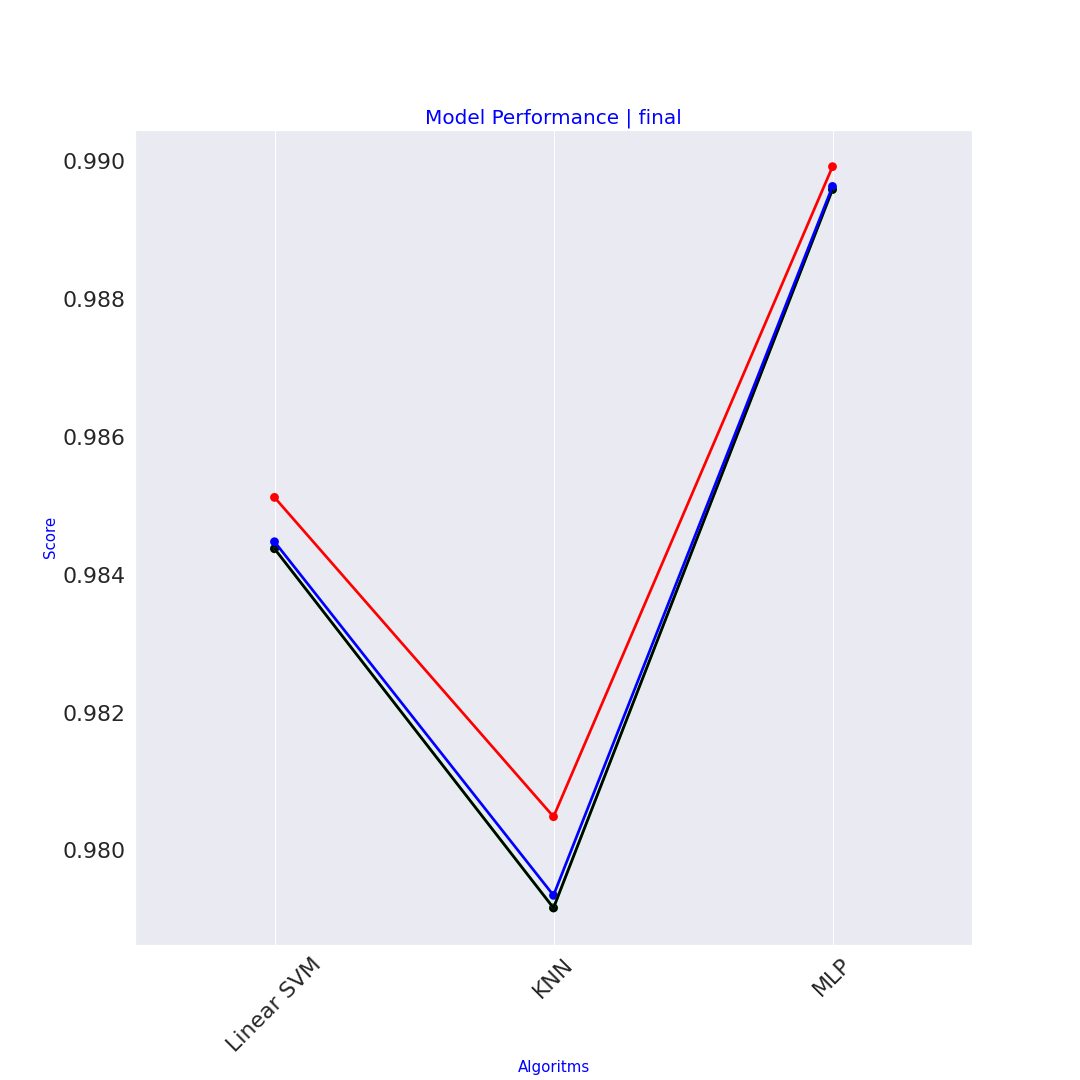 Model Performance | final
0.990
0.988
0.986
0.984
0.982
0.980
Score
Linear SVM
KNN
MLP
Algoritms